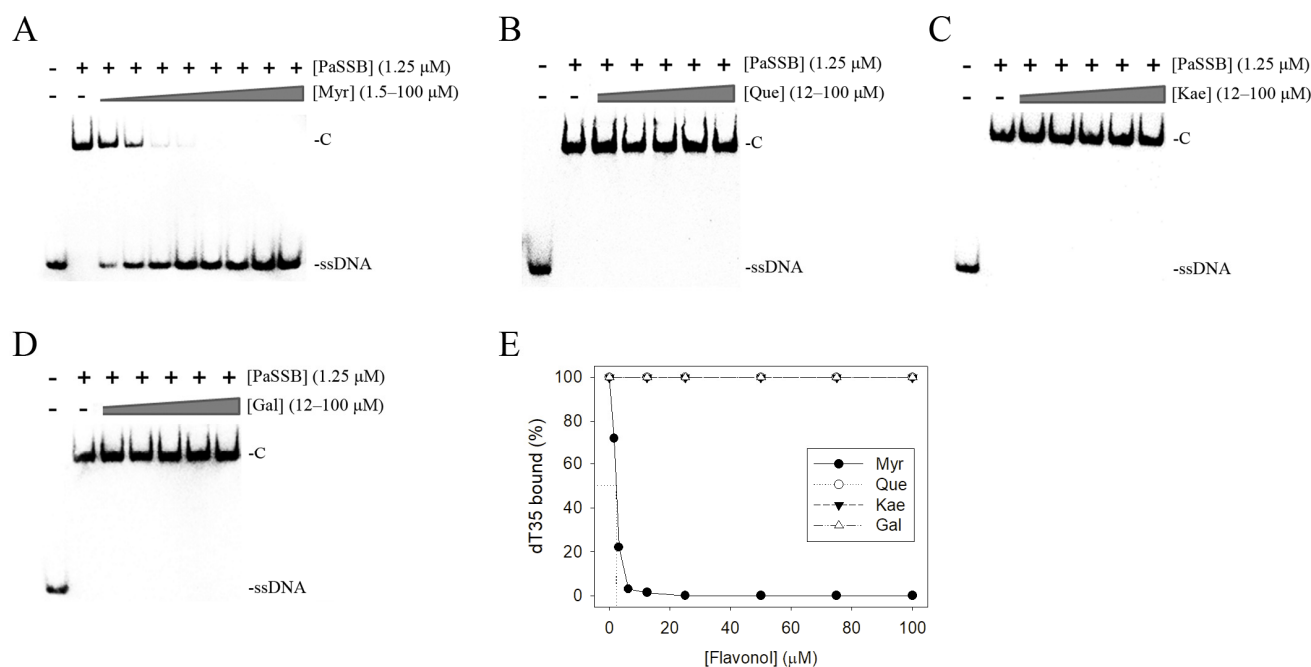 A
- + + + + + + + + + [PaSSB] (1.25 μM)
- - [Myr] (1.5–100 μM)
-C
-ssDNA
B
- + + + + + + [PaSSB] (1.25 μM)
- - [Que] (12–100 μM)
-C
-ssDNA
C
- + + + + + + [PaSSB] (1.25 μM)
- - [Kae] (12–100 μM)
-C
-ssDNA
D
- + + + + + + [PaSSB] (1.25 μM)
- - [Gal] (12–100 μM)
-C
-ssDNA
E
dT35 bound (%)
100
80
60
40
20
0
Myr
Que
Kae
Gal
0 20 40 60 80 100
[Flavonol] (μM)